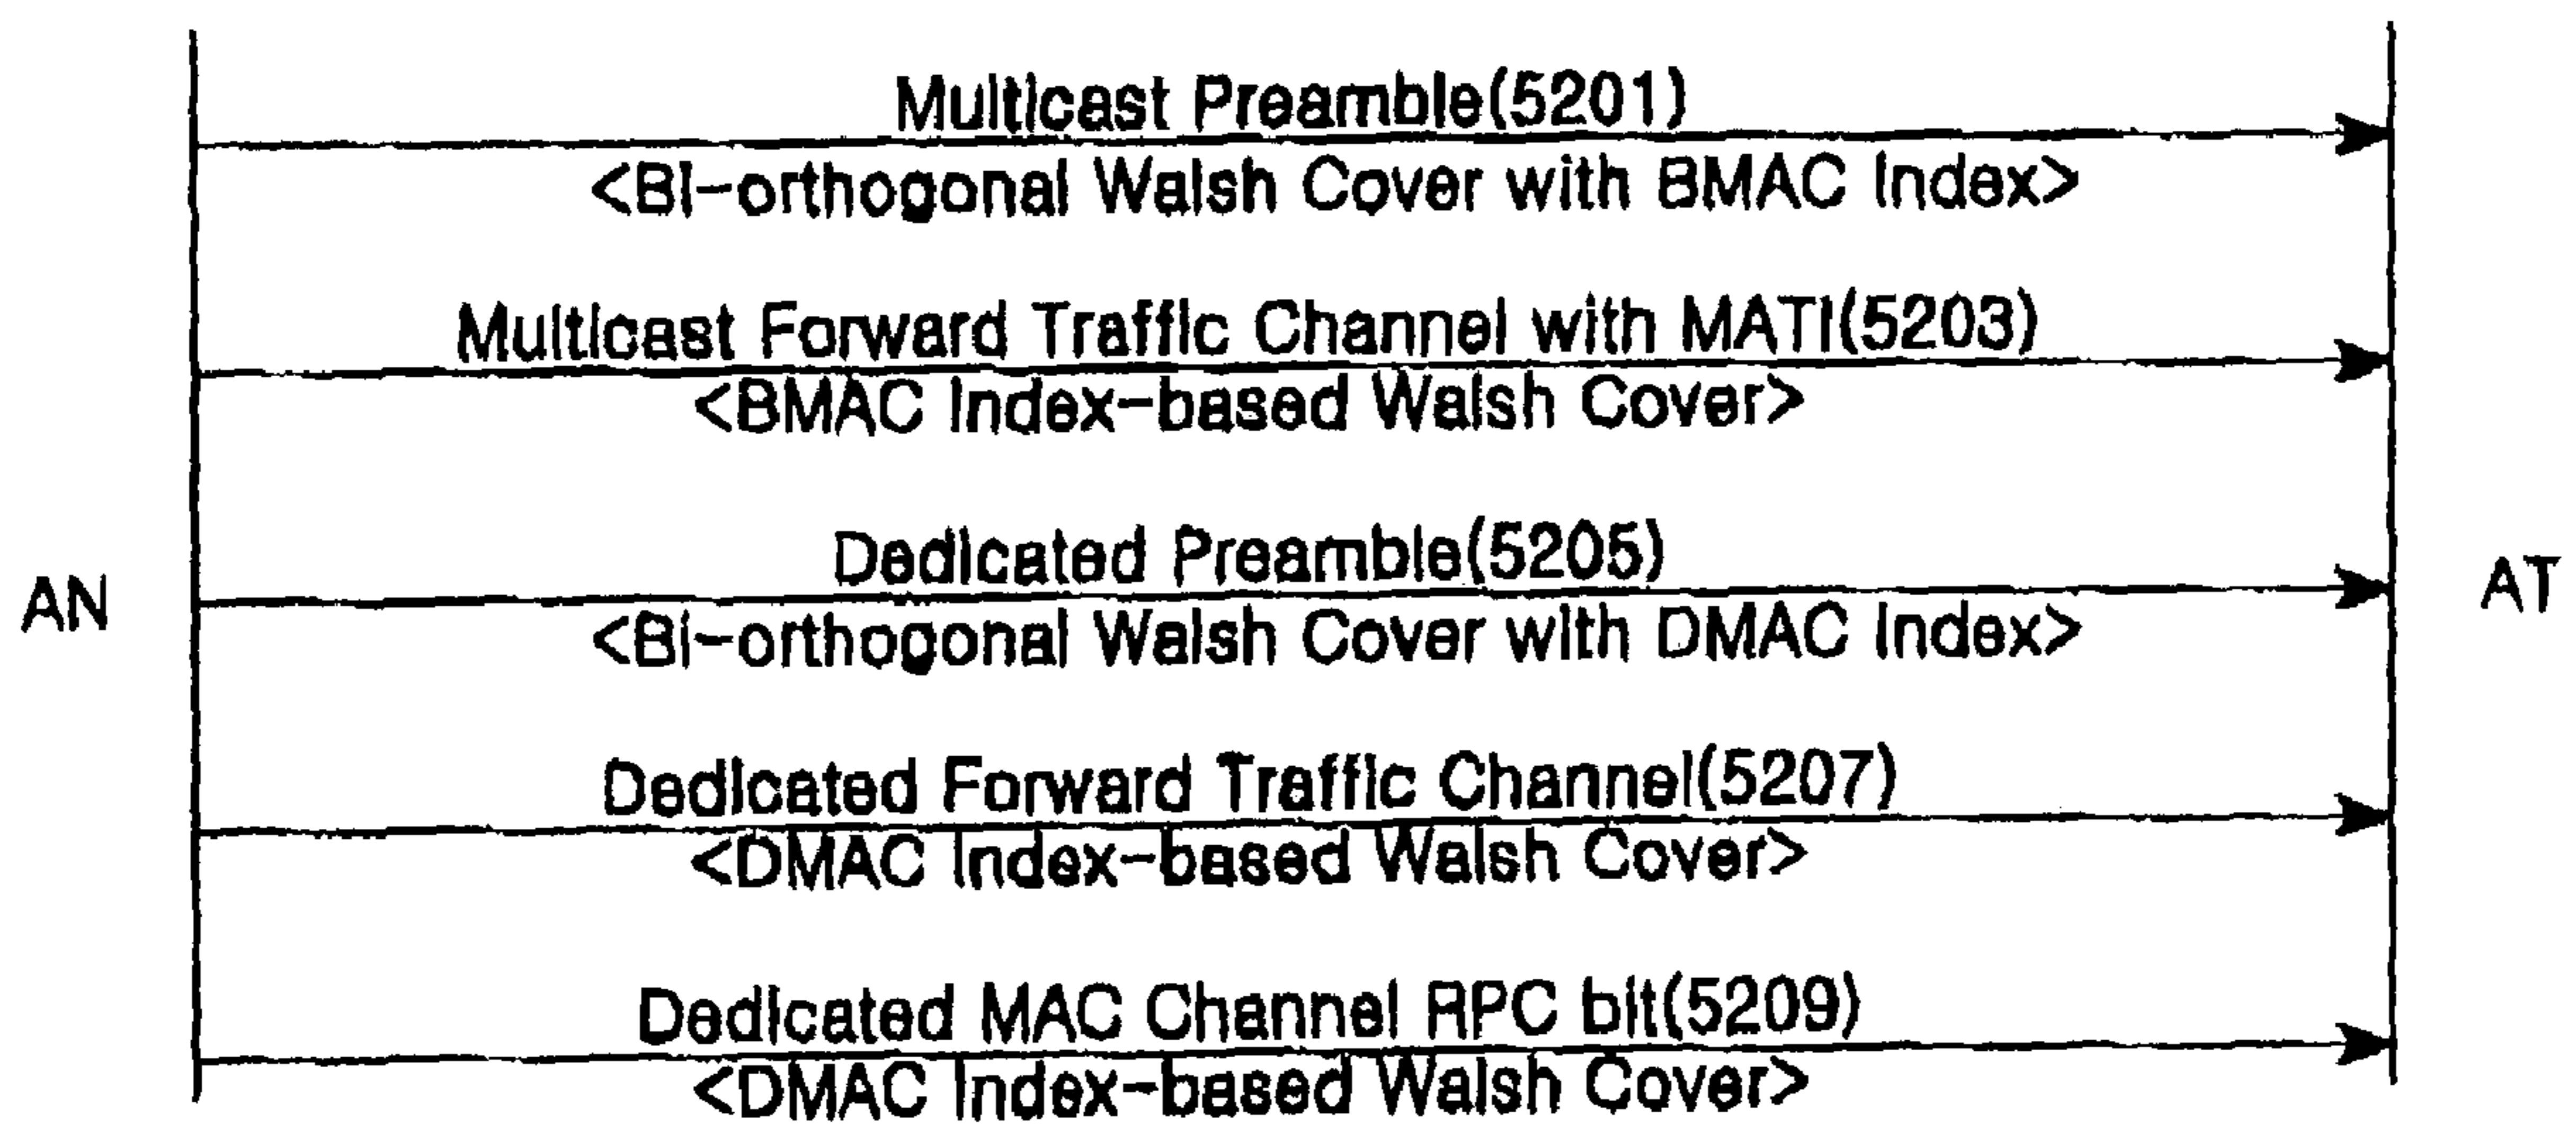 Multicast Preamble(5201)
<Bi-orthogonal Walsh Cover with BMAC Index>
Multicast Forward Traffic Channel with MATI(5203)
<BMAC Index-based Walsh Cover>
Dedicated Preamble(5205)
AN
AT
<Bi-orthogonal Walsh Cover with DMAC Index>
Dedicated Forward Traffic Channel(5207)
<DMAC Index-based Walsh Cover>
Dedicated MAC Channel RPC bit(5209)
<DMAC Index-based Walsh Cover>